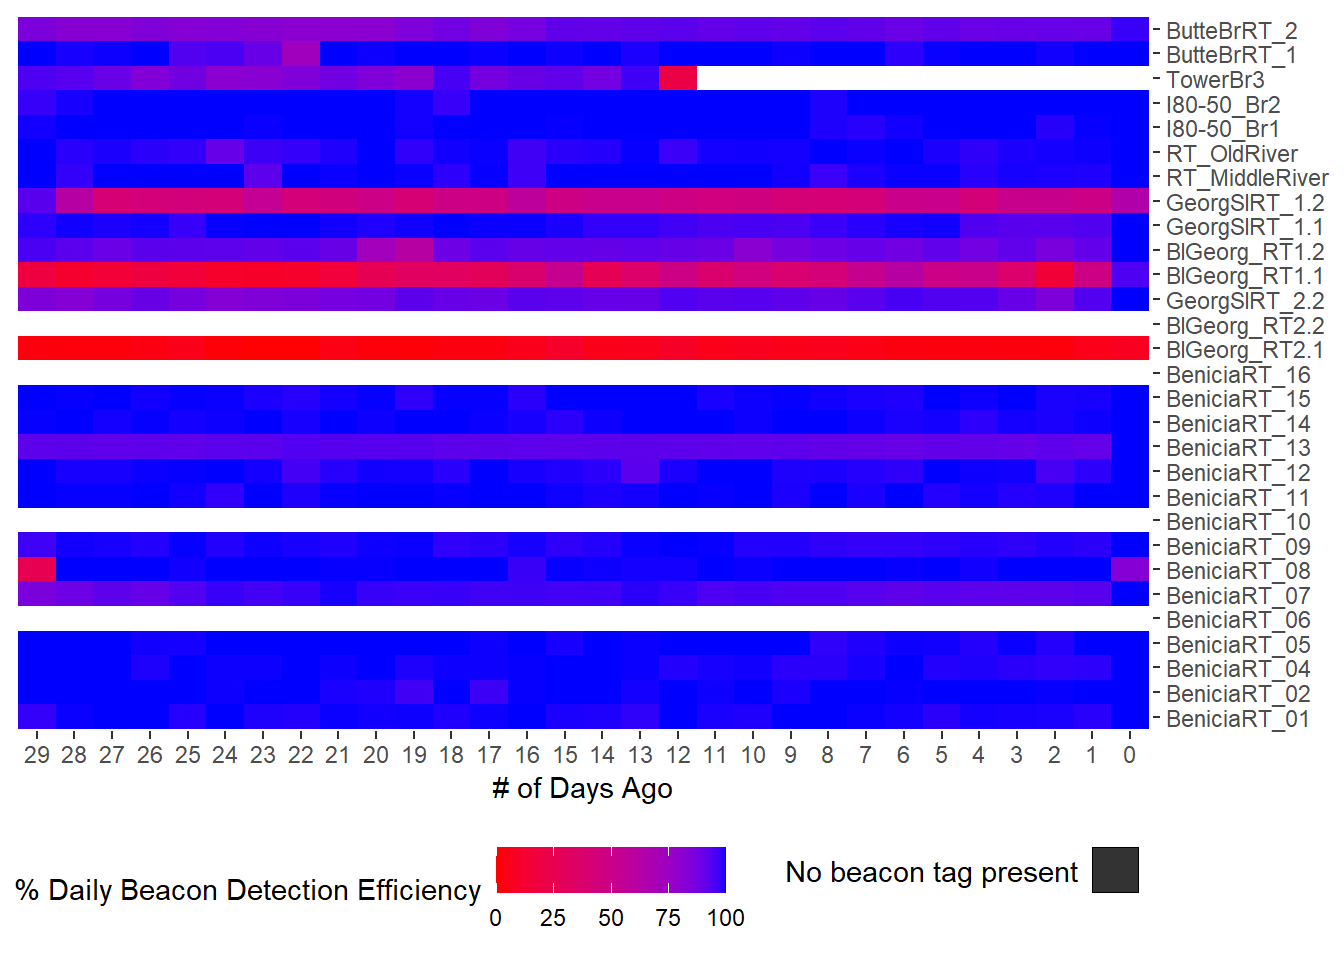 ButteBrRT_2
ButteBrRT_1
TowerBr3
I80-50_Br2
I80-50_Br1
RT_OldRiver
RT_MiddleRiver
GeorgSlRT_1.2
GeorgSlRT_1.1
BlGeorg_RT1.2
BlGeorg_RT1.1
GeorgSlRT_2.2
BlGeorg_RT2.2
BlGeorg_RT2.1
BeniciaRT_16
BeniciaRT_15
BeniciaRT_14
BeniciaRT_13
BeniciaRT_12
BeniciaRT_11
BeniciaRT_10
BeniciaRT_09
BeniciaRT_08
BeniciaRT_07
BeniciaRT_06
BeniciaRT_05
BeniciaRT_04
BeniciaRT_02
BeniciaRT_01
29 28 27 26 25 24 23 22 21 20 19 18 17 16 15 14 13 12 11 10 9 8 7 6 5 4 3 2 1 0
# of Days Ago
% Daily Beacon Detection Efficiency
0 25 50 75 100
No beacon tag present